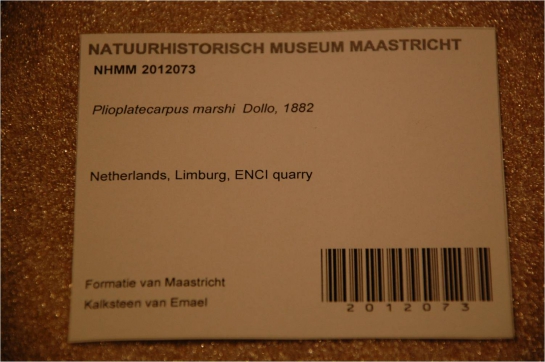 NATUURHISTORISCH MUSEUM MAASTRICHT
NHMM 2012073
Plioplatecarpus marshi Dollo, 1882
Netherlands, Limburg, ENCI quarry
Formatie van Maastricht
Kalksteen van Emael
2012073